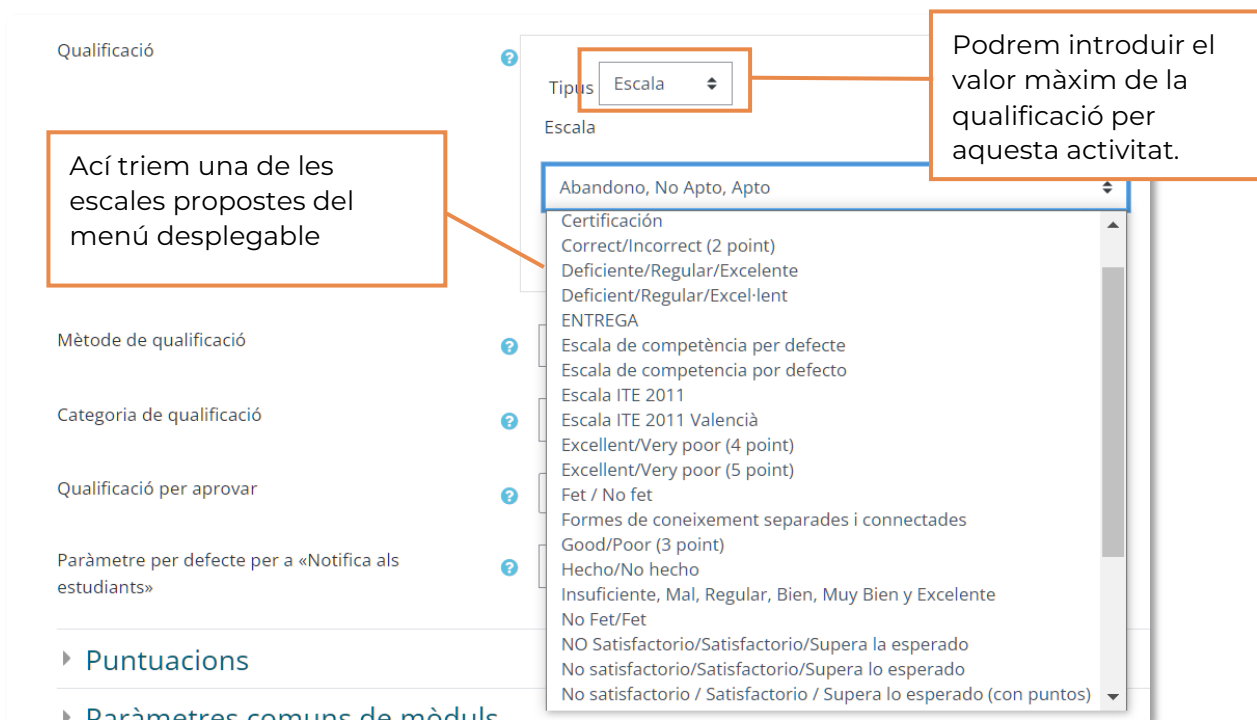 Qualificació
Tipus
Escala
Podrem introduir el
valor màxim de la
qualificació per
aquesta activitat.
Escala
Ací triem una de les
escales propostes del
menú desplegable
Abandono, No Apto, Apto
Certificación
Correct/Incorrect (2 point)
Deficiente/Regular/Excelente
Deficient/Regular/Excel·lent
ENTREGA
Escala de competència per defecte
Escala de competencia por defecto
Escala ITE 2011
Escala ITE 2011 Valencià
Excellent/Very poor (4 point)
Excellent/Very poor (5 point)
Fet / No fet
Formes de coneixement separades i connectades
Good/Poor (3 point)
Hecho/No hecho
Insuficiente, Mal, Regular, Bien, Muy Bien y Excelente
No Fet/Fet
NO Satisfactorio/Satisfactorio/Supera la esperado
No satisfactorio/Satisfactorio/Supera lo esperado
No satisfactorio / Satisfactorio / Supera lo esperado (con puntos)
Mètode de qualificació
Categoria de qualificació
Qualificació per aprovar
Paràmetre per defecte per a «Notifica als
estudiants»
Puntuacions
Paràmetres comuns de mòduls